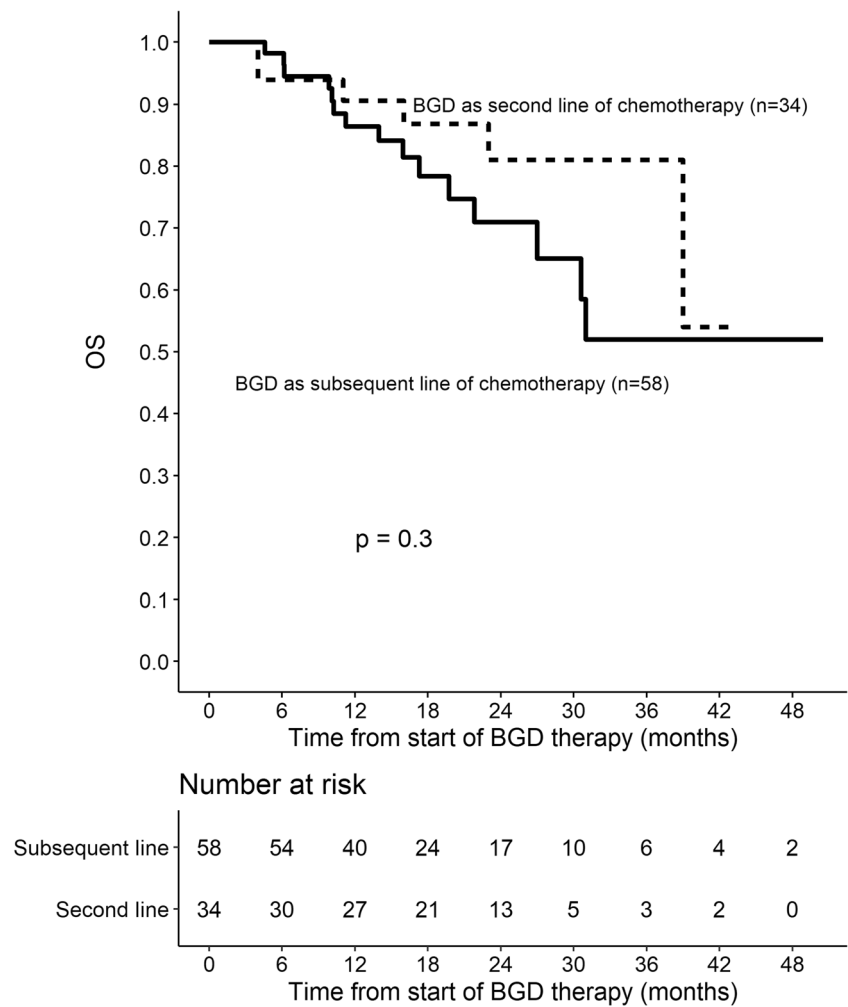 1.0
0.9
BGD as second line of chemotherapy (n=34)
0.8
0.7
0.6
OS
0.5
BGD as subsequent line of chemotherapy (n=58)
0.4
0.3
p = 0.3
0.2
0.1
0.0
0 6 12 18 24 30 36 42 48
Time from start of BGD therapy (months)
Number at risk
Subsequent line 58 54 40 24 17 10 6 4 2
Second line 34 30 27 21 13 5 3 2 0
0 6 12 18 24 30 36 42 48
Time from start of BGD therapy (months)